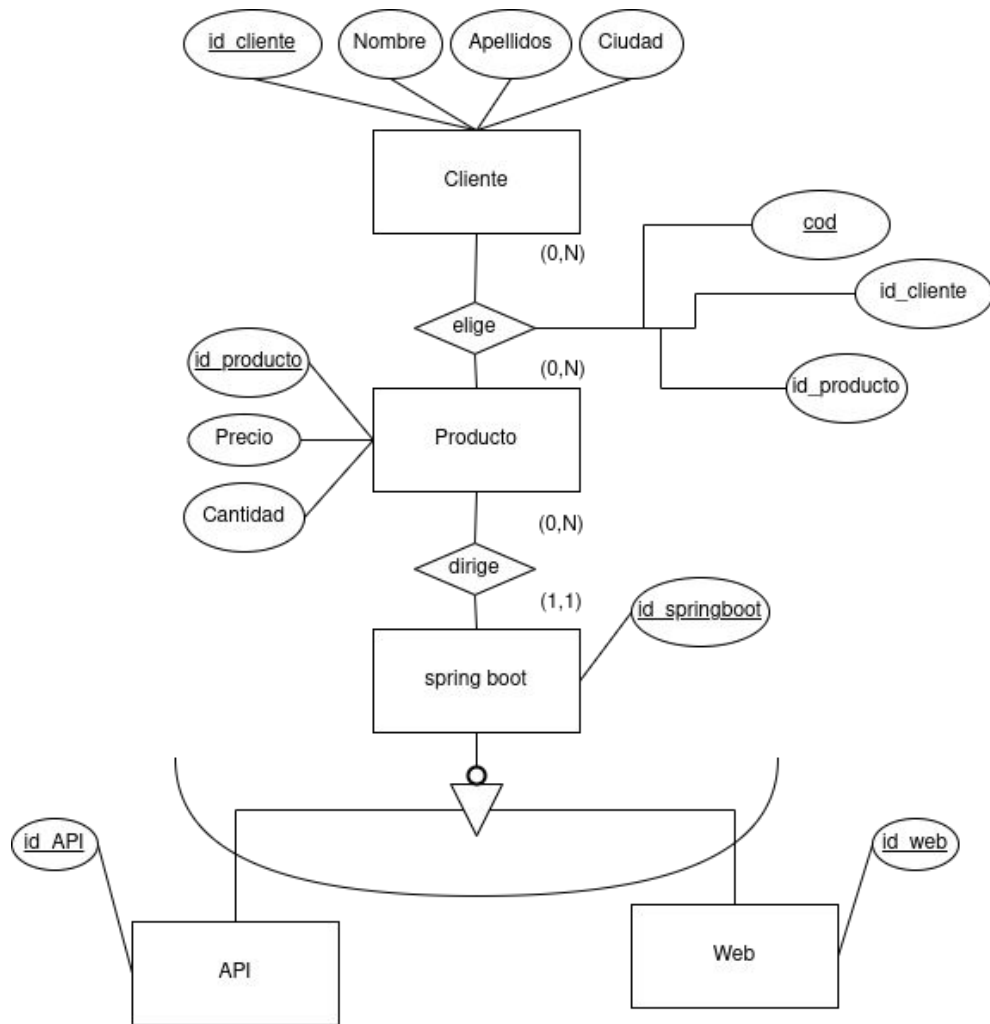 id_cliente
Nombre
Apellidos
Ciudad
Cliente
(0,N)
cod
id_cliente
elige
id_producto
(0,N)
id_producto
Precio
Producto
Cantidad
(0,N)
dirige
(1,1)
id_springboot
spring boot
id_API
id_web
API
Web